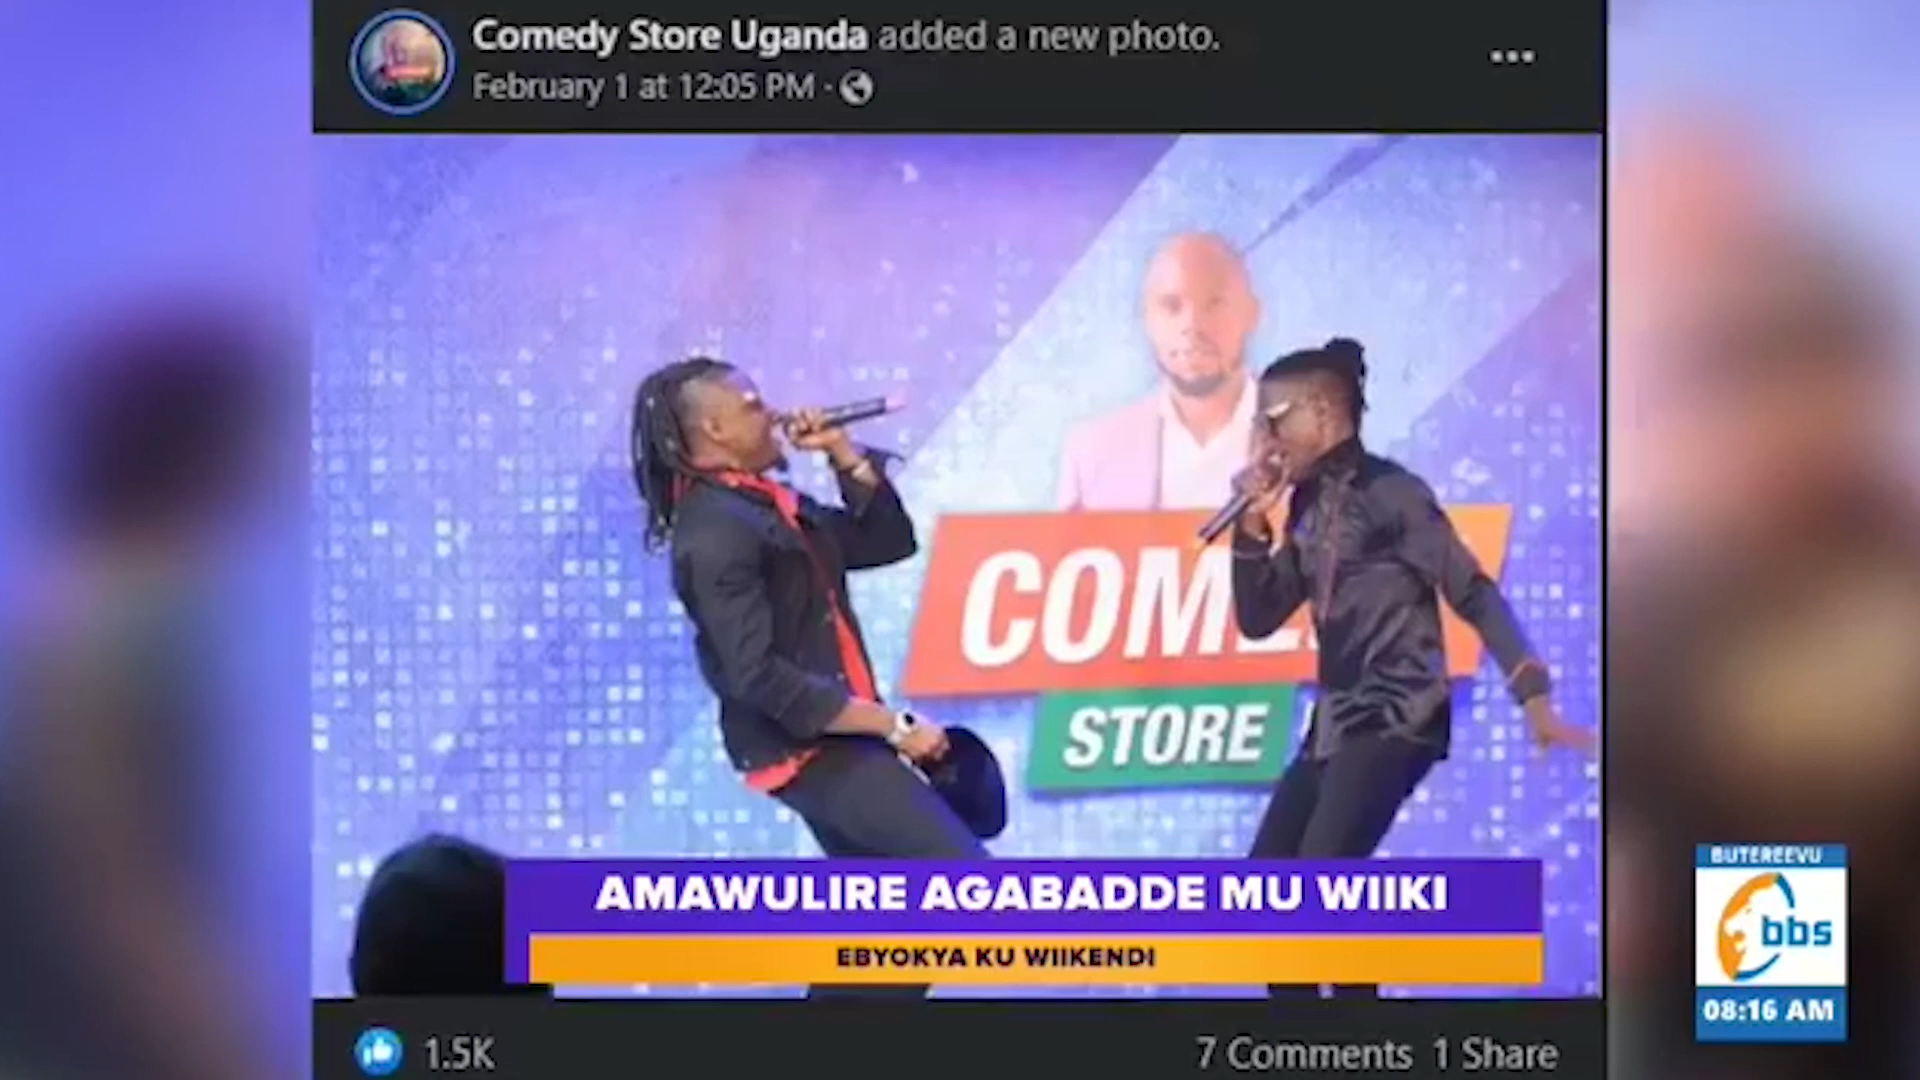 Comedy Store Uganda added a new photo.
February 1 at 12:05 PM ·
COM
STORE
AMAWULIRE AGABADDE MU WIIKI
EBYOKYA KU WIIKENDI
BUTEREEVU
bbs
08:16 AM
1.5K
7 Comments 1 Share